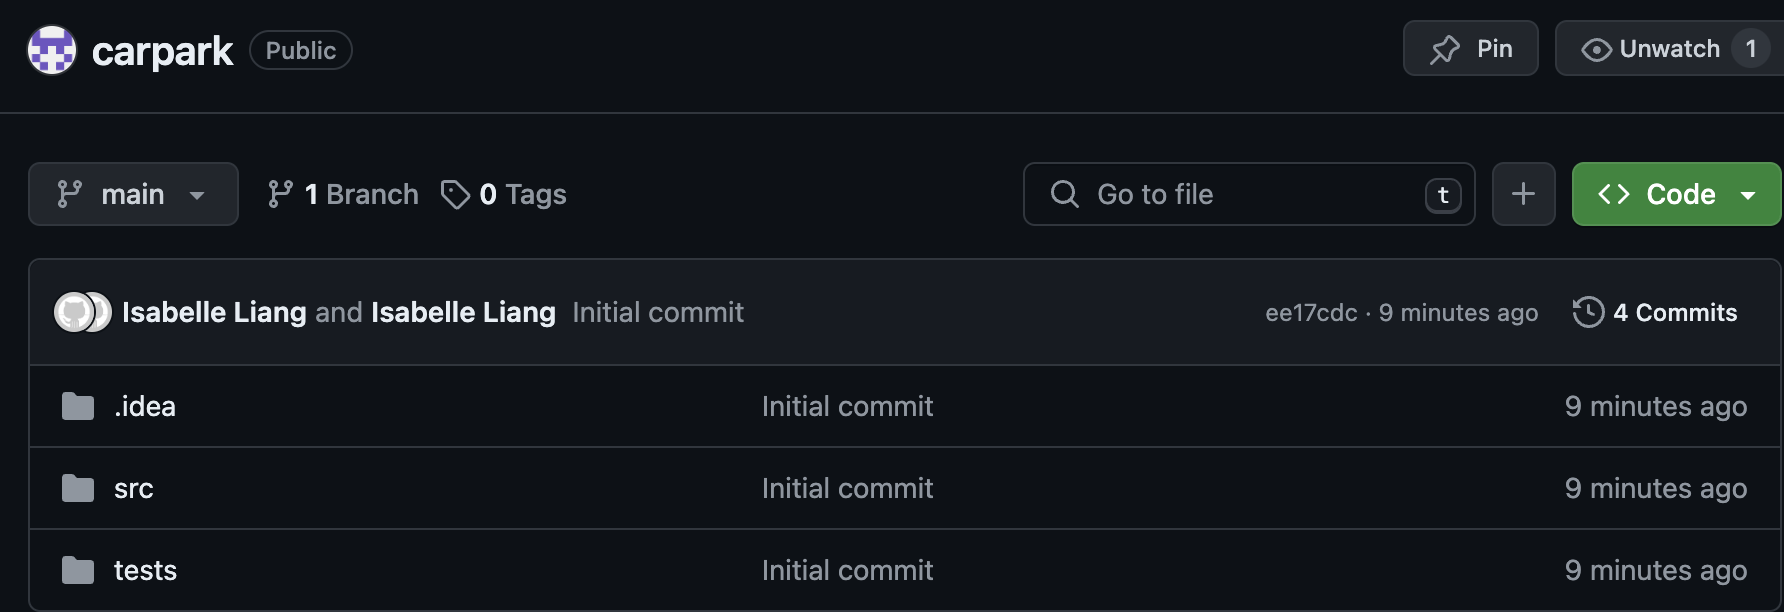 carpark Public Pin Unwatch 1
main 1 Branch 0 Tags Go to file t + Code
Isabelle Liang and Isabelle Liang Initial commit ee17cdc · 9 minutes ago 4 Commits
.idea Initial commit 9 minutes ago
src Initial commit 9 minutes ago
tests Initial commit 9 minutes ago